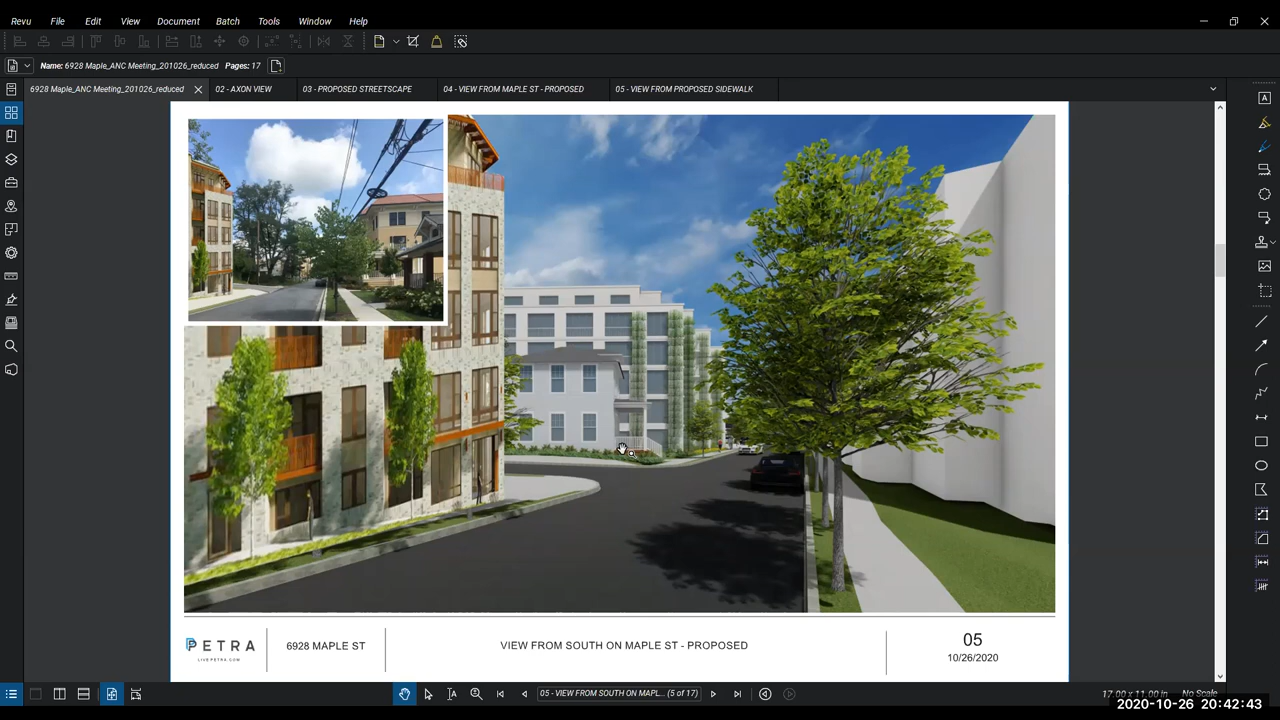 Revu File Edit View Document Batch Tools Window Help
Name: 6928 Maple_ANC Meeting_201026_reduced Pages: 17
6928 Maple_ANC Meeting_201026_reduced 02 - AXON VIEW 03 - PROPOSED STREETSCAPE 04 - VIEW FROM MAPLE ST - PROPOSED 05 - VIEW FROM PROPOSED SIDEWALK
PETRA
LIVEPETRA.COM
6928 MAPLE ST
VIEW FROM SOUTH ON MAPLE ST - PROPOSED
05
10/26/2020
05 - VIEW FROM SOUTH ON MAPL... (5 of 17)
17.00 x 11.00 in No Scale
2020-10-26 20:42:43